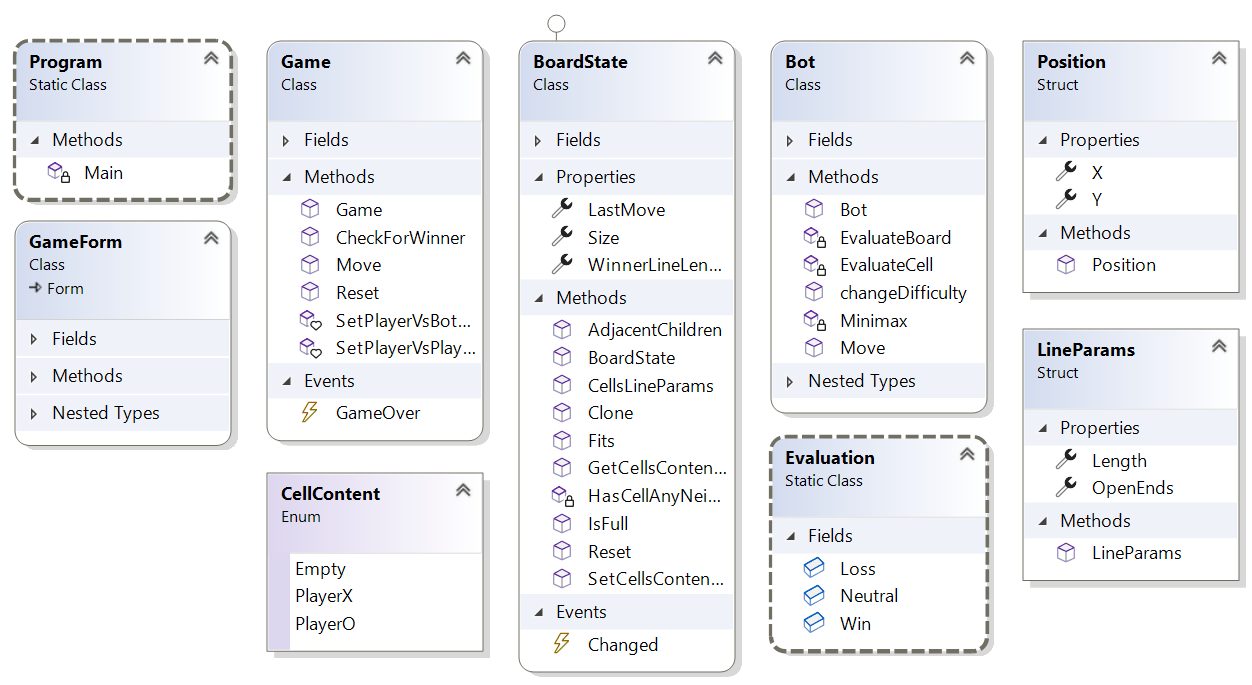 Program
Static Class
Methods
Main
GameForm
Class
Form
Fields
Methods
Nested Types
Game
Class
Fields
Methods
Game
CheckForWinner
Move
Reset
SetPlayerVsBot...
SetPlayerVsPlay...
Events
GameOver
CellContent
Enum
Empty
PlayerX
PlayerO
BoardState
Class
Fields
Properties
LastMove
Size
WinnerLineLen...
Methods
AdjacentChildren
BoardState
CellsLineParams
Clone
Fits
GetCellsConten...
HasCellAnyNei...
IsFull
Reset
SetCellsConten...
Events
Changed
Bot
Class
Fields
Methods
Bot
EvaluateBoard
EvaluateCell
changeDifficulty
Minimax
Move
Nested Types
Evaluation
Static Class
Fields
Loss
Neutral
Win
Position
Struct
Properties
X
Y
Methods
Position
LineParams
Struct
Properties
Length
OpenEnds
Methods
LineParams